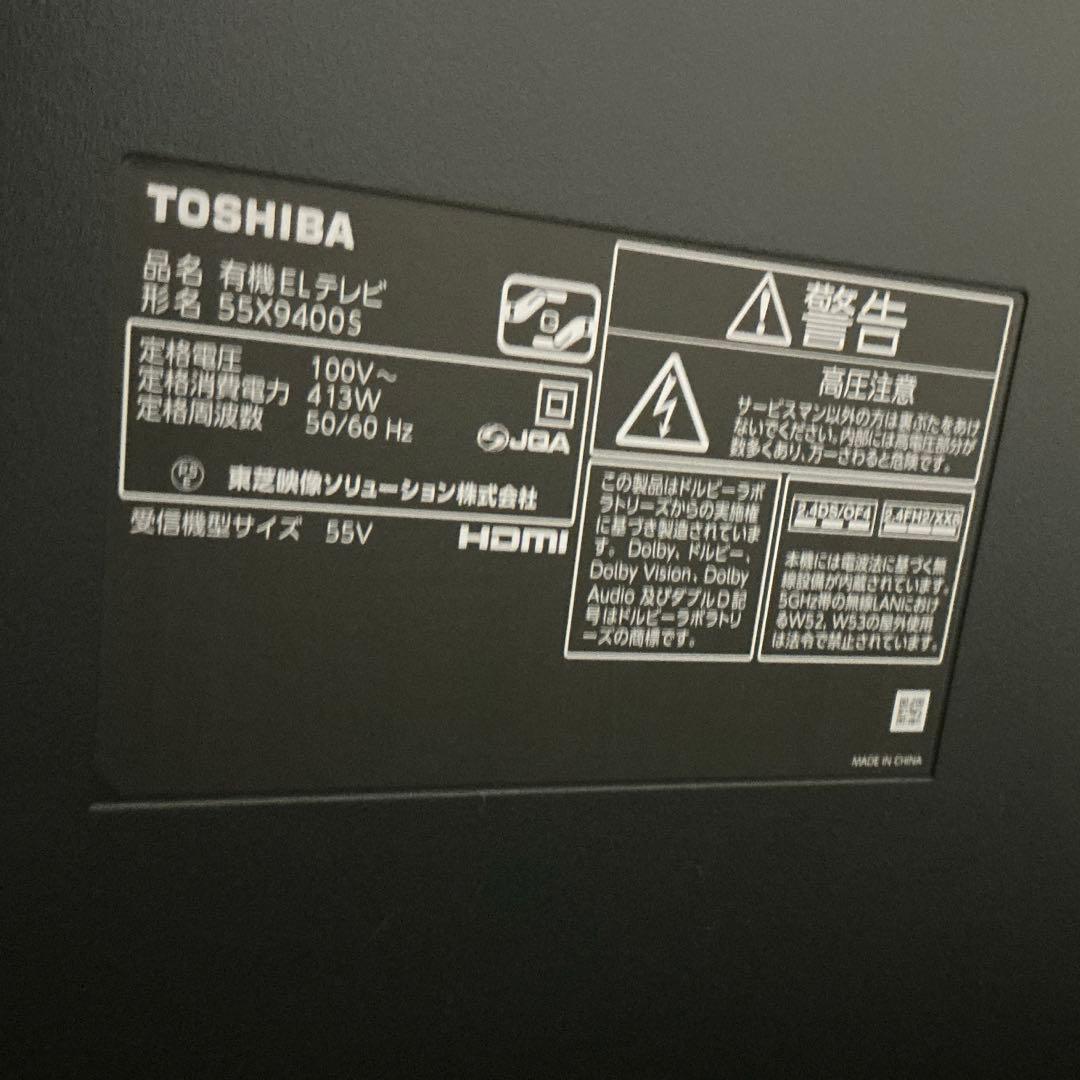 TOSHIBA
品名 有機ELテレビ
形名 55X9400S
定格電圧 100V~
定格消費電力 413W
定格周波数 50/60 Hz
JQA
PS
東芝映像ソリューション株式会社
受信機型サイズ 55V
HDMI
G
警告
高圧注意
サービスマン以外の方は裏ぶたをあけ
ないでください。内部には高電圧部分が
数多くあり、万一さわると危険です。
この製品はドルビーラボ
ラトリーズからの実施権
に基づき製造されていま
す。Dolby、ドルビー、
Dolby Vision、Dolby
Audio 及びダブルD記
号はドルビーラボラトリ
ーズの商標です。
2.4DS/OF4
2.4FH2/XX8
本機には電波法に基づく無
線設備が内蔵されています。
5GHz帯の無線LANにおけ
るW52、W53の屋外使用
は法令で禁止されています。
MADE IN CHINA